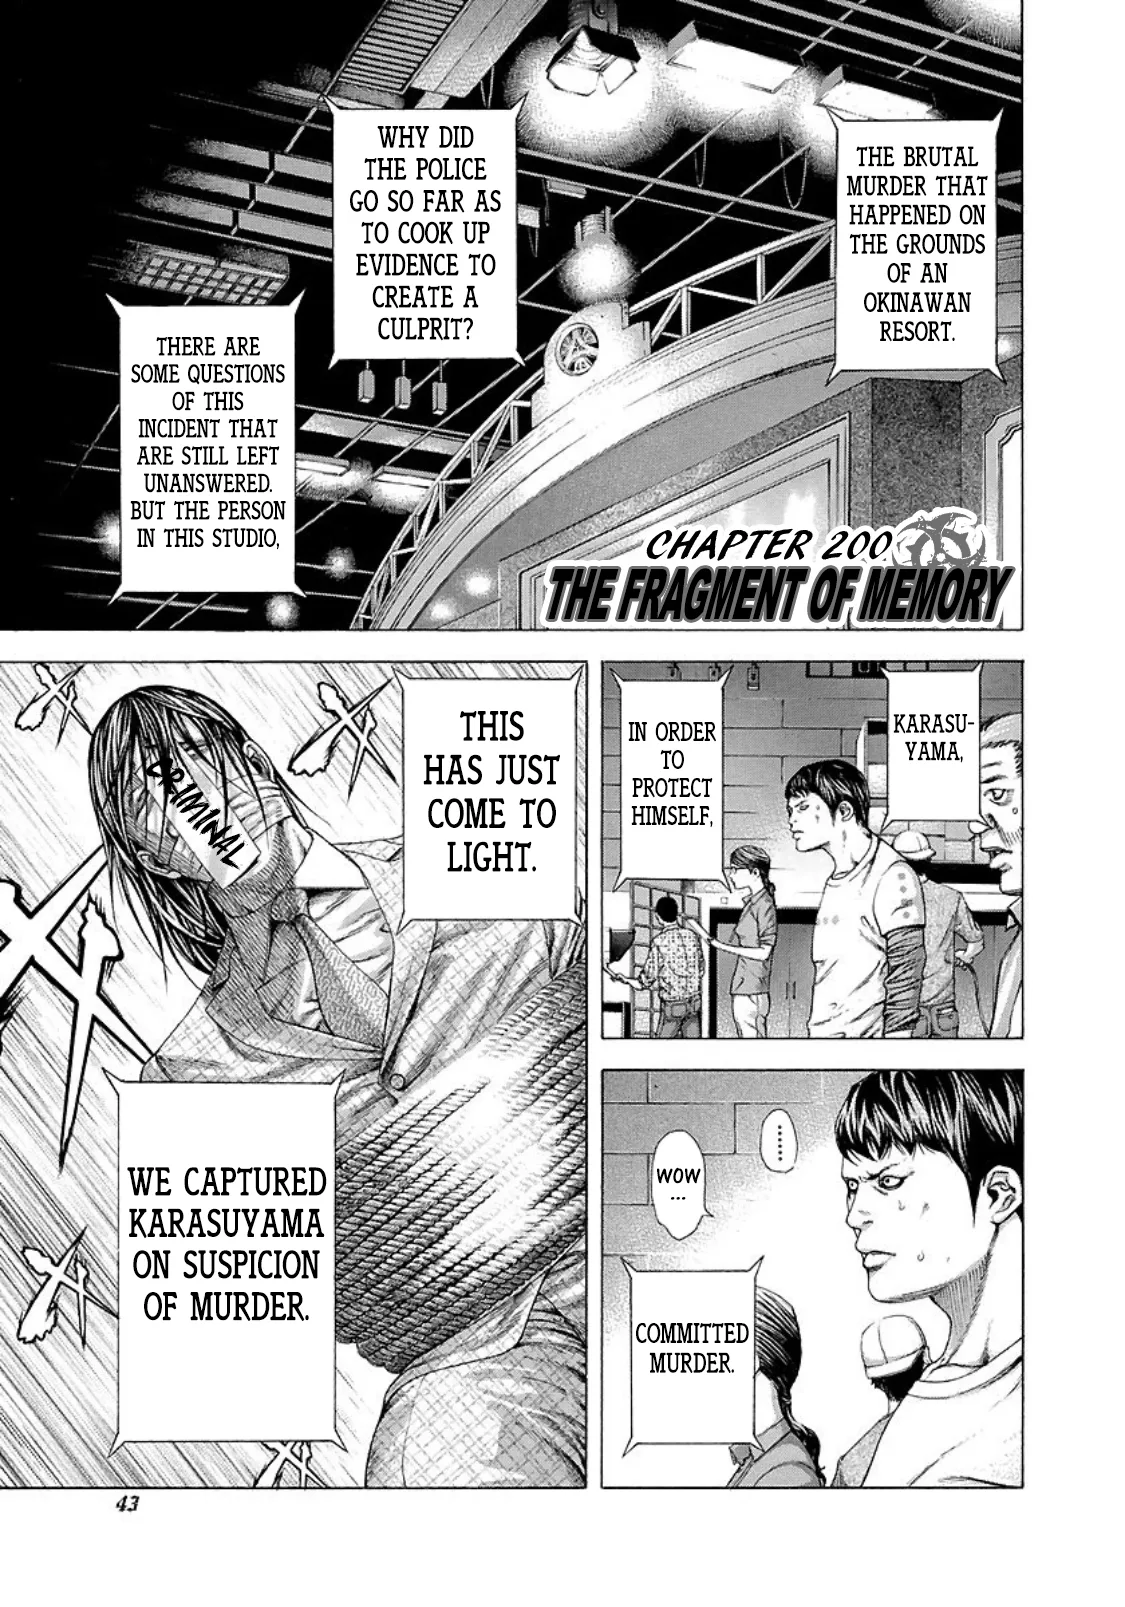 THE BRUTAL
MURDER THAT
HAPPENED ON
THE GROUNDS
OF AN
OKINAWAN
RESORT.
WHY DID
THE POLICE
GO SO FAR AS
TO COOK UP
EVIDENCE TO
CREATE A
CULPRIT?
THERE ARE
SOME QUESTIONS
OF THIS
INCIDENT THAT
ARE STILL LEFT
UNANSWERED.
BUT THE PERSON
IN THIS STUDIO,
CHAPTER 200
THE FRAGMENT OF MEMORY
KARASU-
YAMA,
IN ORDER
TO
PROTECT
HIMSELF,
......
WOW
...
COMMITTED
MURDER.
THIS
HAS JUST
COME TO
LIGHT.
CRIMINAL
WE CAPTURED
KARASUYAMA
ON SUSPICION
OF MURDER.
43